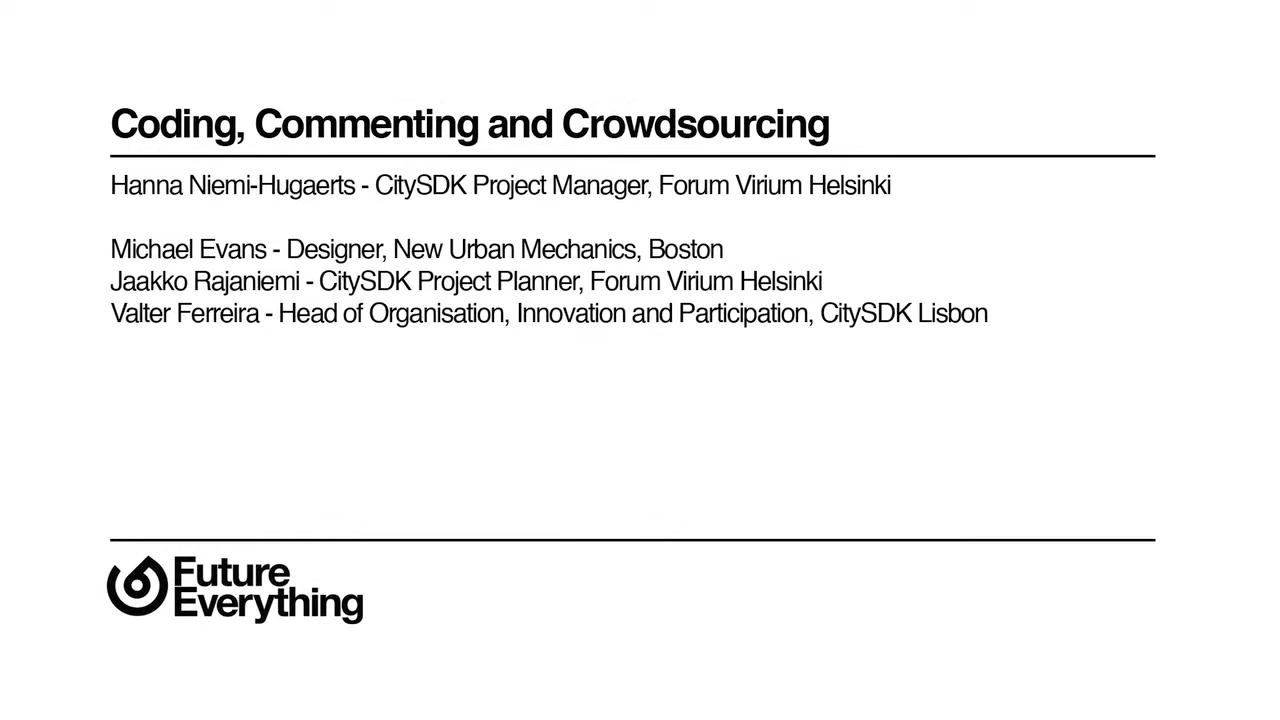 Coding, Commenting and Crowdsourcing
Hanna Niemi-Hugaerts - CitySDK Project Manager, Forum Virium Helsinki
Michael Evans - Designer, New Urban Mechanics, Boston
Jaakko Rajaniemi - CitySDK Project Planner, Forum Virium Helsinki
Valter Ferreira - Head of Organisation, Innovation and Participation, CitySDK Lisbon
Future
Everything